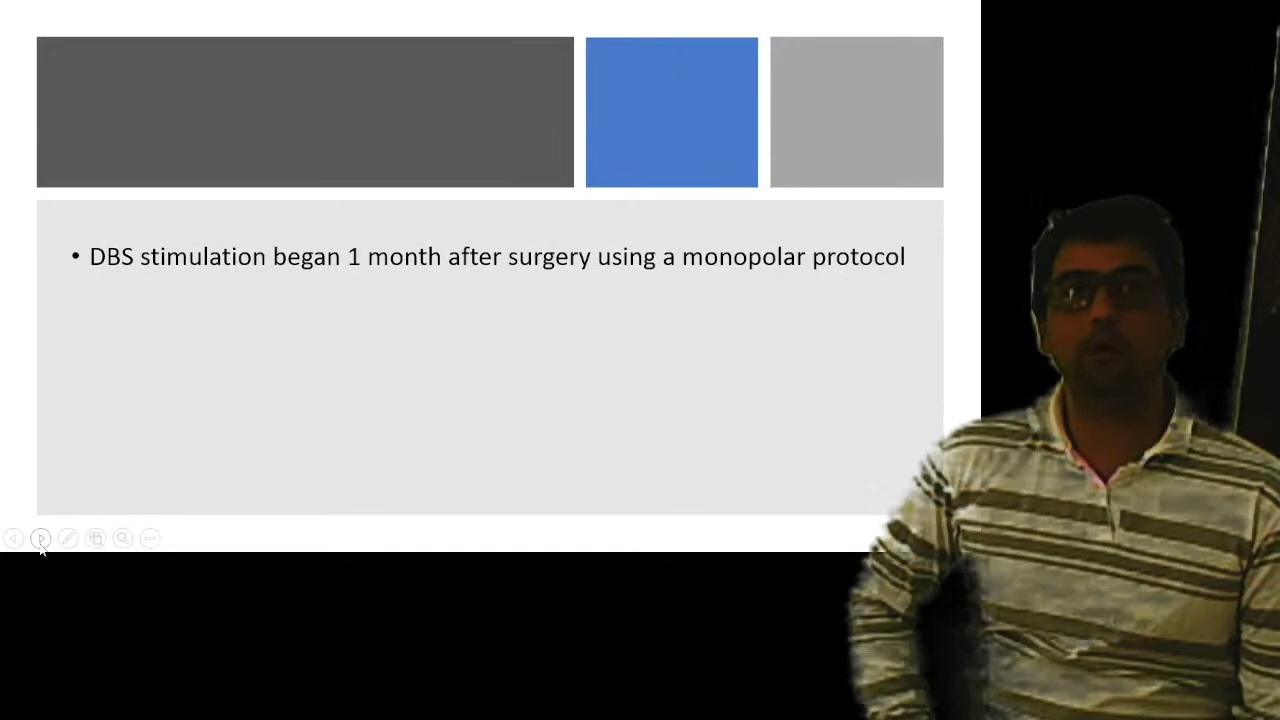 • DBS stimulation began 1 month after surgery using a monopolar protocol